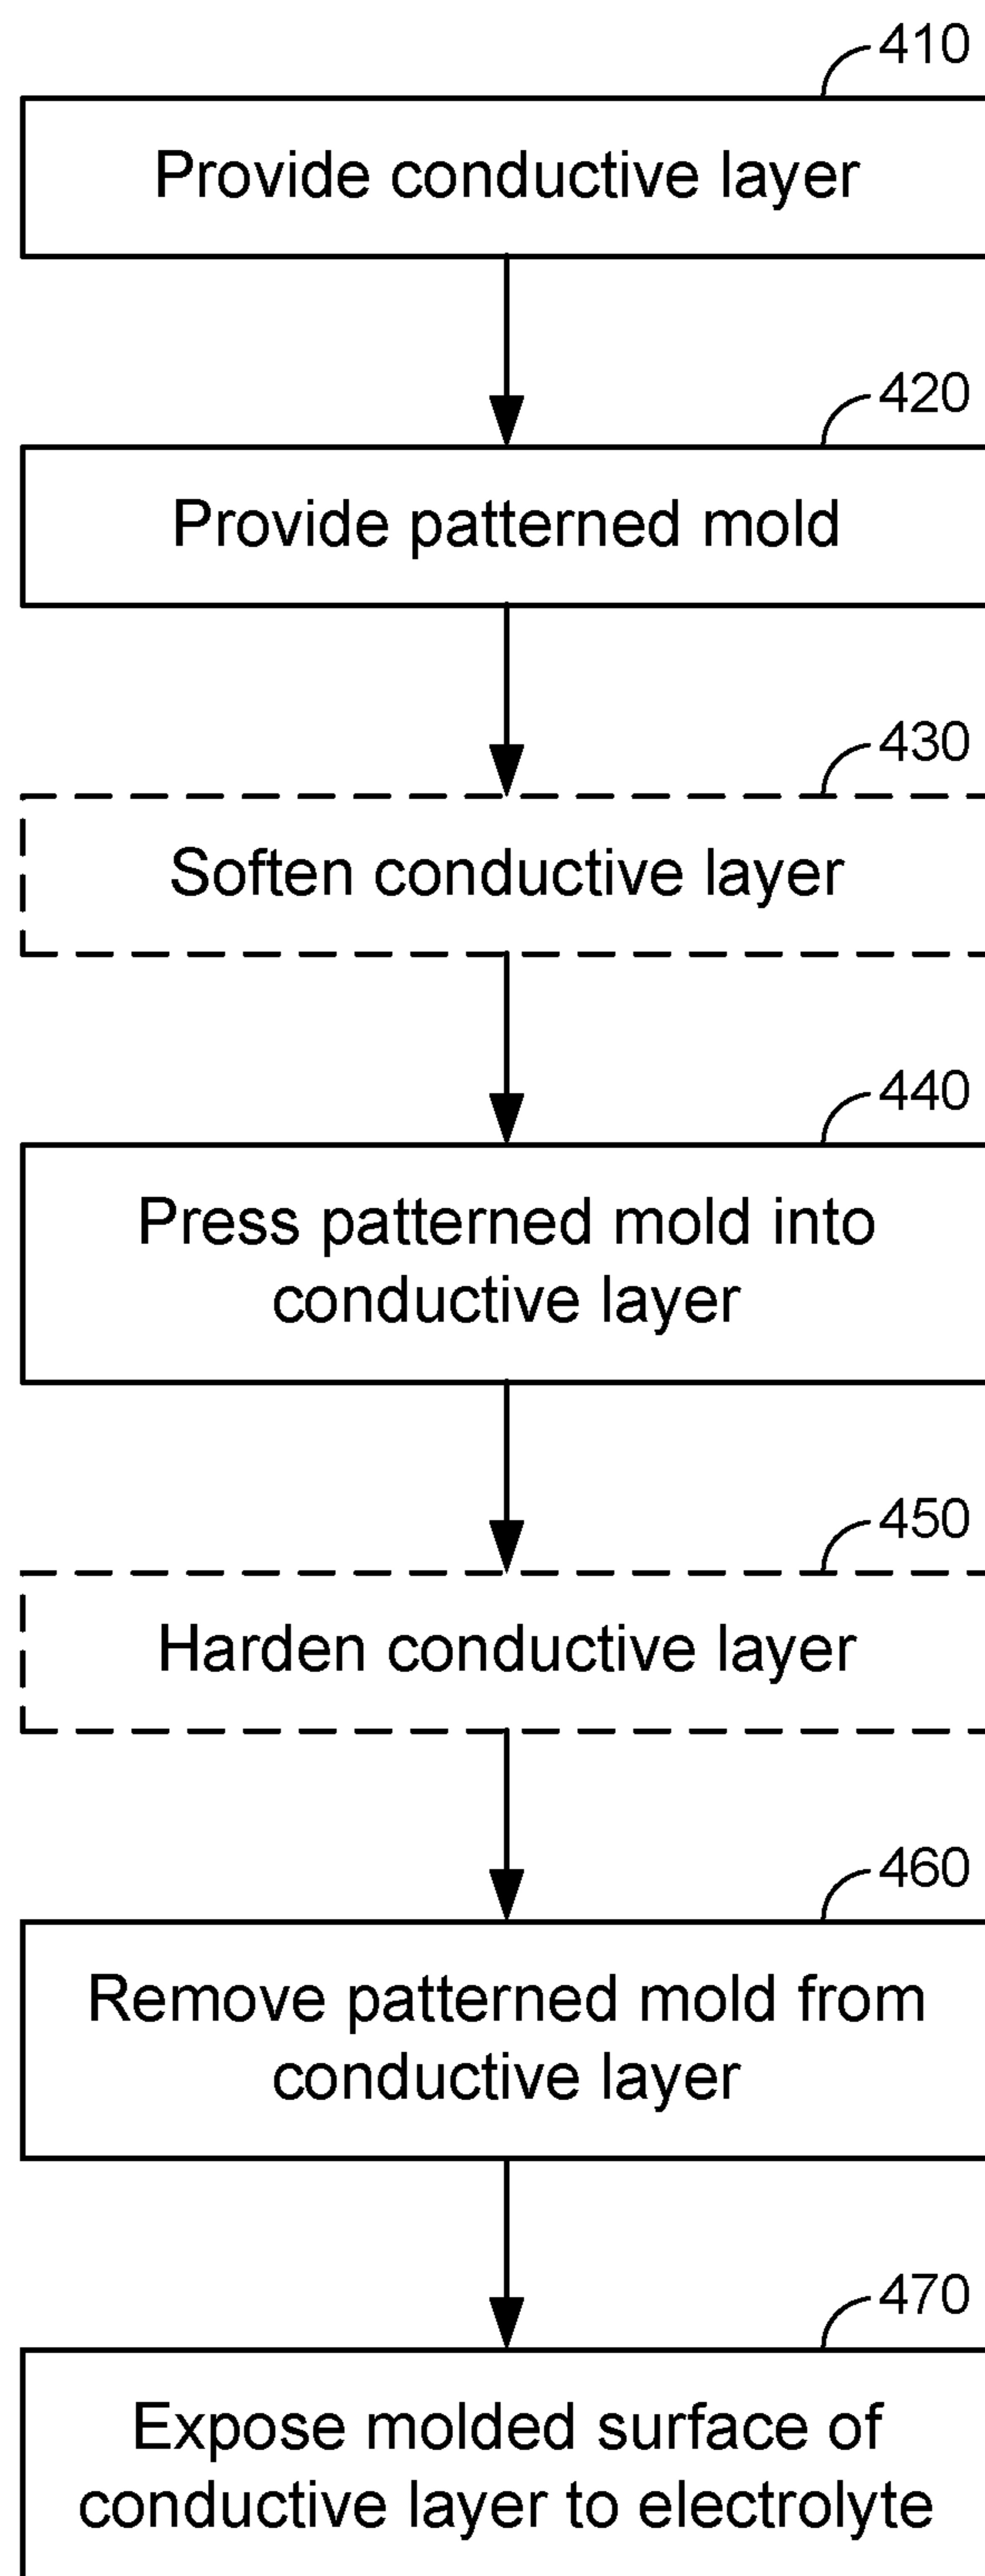 410
Provide conductive layer
420
Provide patterned mold
430
Soften conductive layer
440
Press patterned mold into
conductive layer
450
Harden conductive layer
460
Remove patterned mold from
conductive layer
470
Expose molded surface of
conductive layer to electrolyte